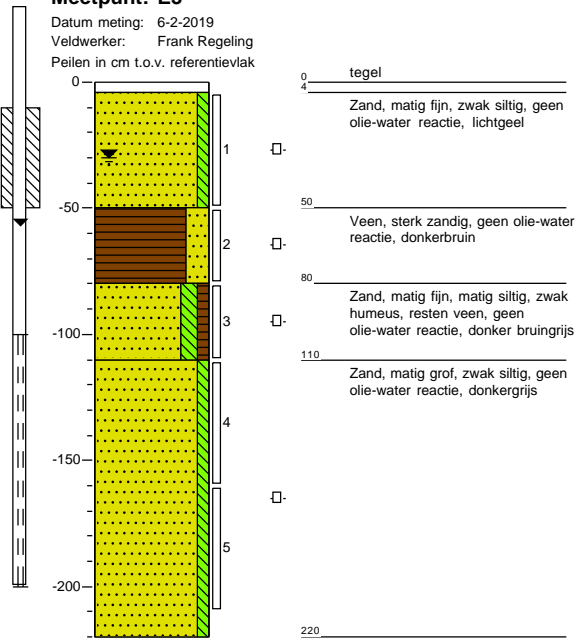 Datum meting: 6-2-2019
Veldwerker: Frank Regeling
Peilen in cm t.o.v. referentievlak
0
-50
-100
-150
-200
1
2
3
4
5
0
tegel
4
Zand, matig fijn, zwak siltig, geen
olie-water reactie, lichtgeel
50
Veen, sterk zandig, geen olie-water
reactie, donkerbruin
80
Zand, matig fijn, matig siltig, zwak
humeus, resten veen, geen
olie-water reactie, donker bruingrijs
110
Zand, matig grof, zwak siltig, geen
olie-water reactie, donkergrijs
220